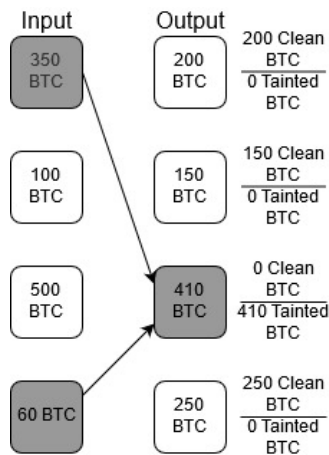 Input
Output
350
BTC
200
BTC
200 Clean
BTC
0 Tainted
BTC
100
BTC
150
BTC
150 Clean
BTC
0 Tainted
BTC
500
BTC
410
BTC
0 Clean
BTC
410 Tainted
BTC
60 BTC
250
BTC
250 Clean
BTC
0 Tainted
BTC